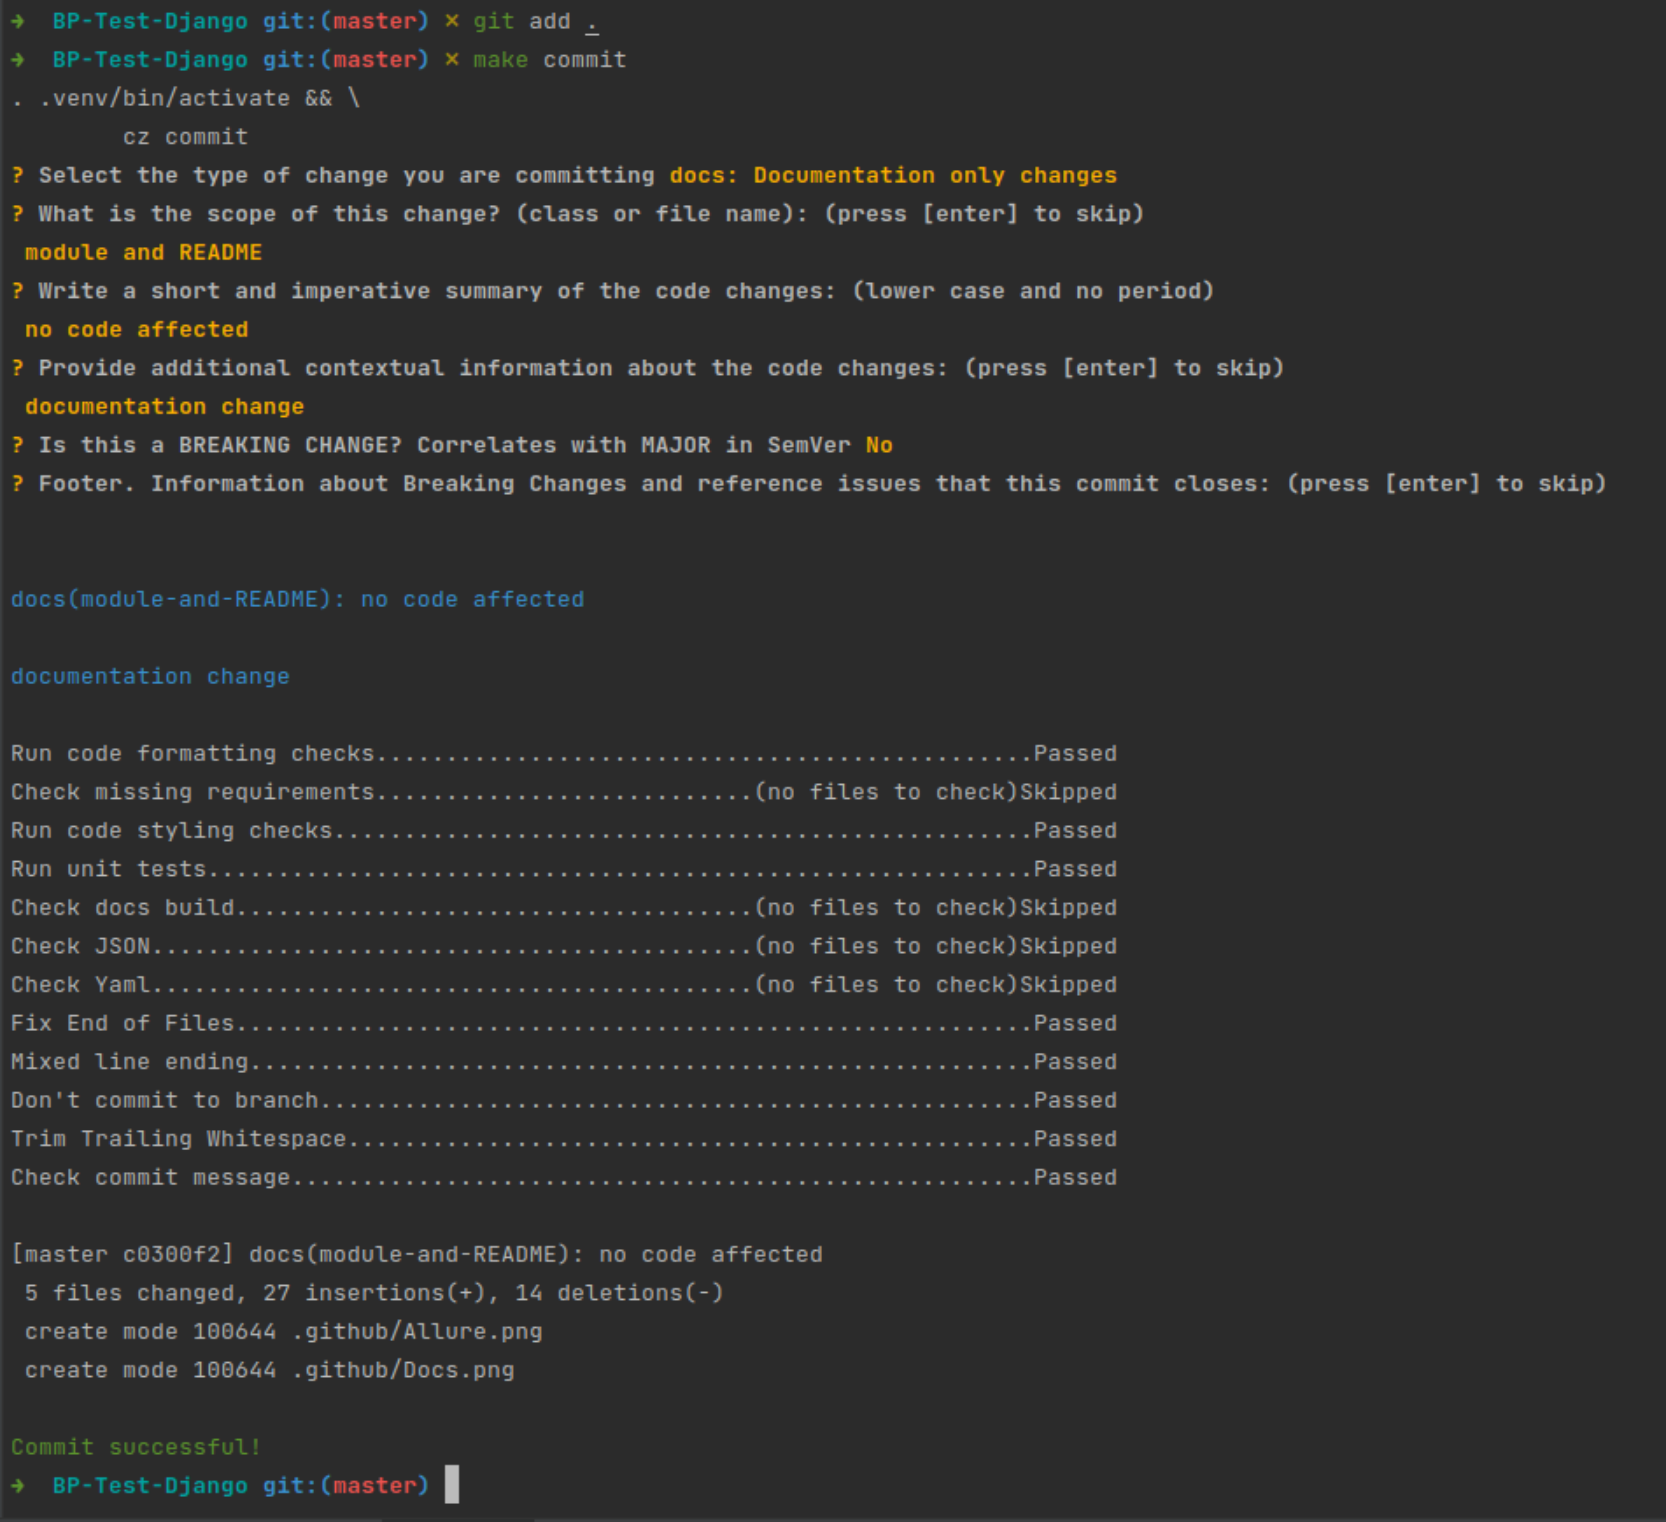 ➜  BP-Test-Django git:(master) ✗ git add .
➜  BP-Test-Django git:(master) ✗ make commit
. .venv/bin/activate && \
        cz commit
? Select the type of change you are committing docs: Documentation only changes
? What is the scope of this change? (class or file name): (press [enter] to skip)
 module and README
? Write a short and imperative summary of the code changes: (lower case and no period)
 no code affected
? Provide additional contextual information about the code changes: (press [enter] to skip)
 documentation change
? Is this a BREAKING CHANGE? Correlates with MAJOR in SemVer No
? Footer. Information about Breaking Changes and reference issues that this commit closes: (press [enter] to skip)
docs(module-and-README): no code affected
documentation change
Run code formatting checks...............................................Passed
Check missing requirements...........................(no files to check)Skipped
Run code styling checks..................................................Passed
Run unit tests...........................................................Passed
Check docs build.....................................(no files to check)Skipped
Check JSON...........................................(no files to check)Skipped
Check Yaml...........................................(no files to check)Skipped
Fix End of Files.........................................................Passed
Mixed line ending........................................................Passed
Don't commit to branch...................................................Passed
Trim Trailing Whitespace.................................................Passed
Check commit message.....................................................Passed
[master c0300f2] docs(module-and-README): no code affected
 5 files changed, 27 insertions(+), 14 deletions(-)
 create mode 100644 .github/Allure.png
 create mode 100644 .github/Docs.png
Commit successful!
➜  BP-Test-Django git:(master)